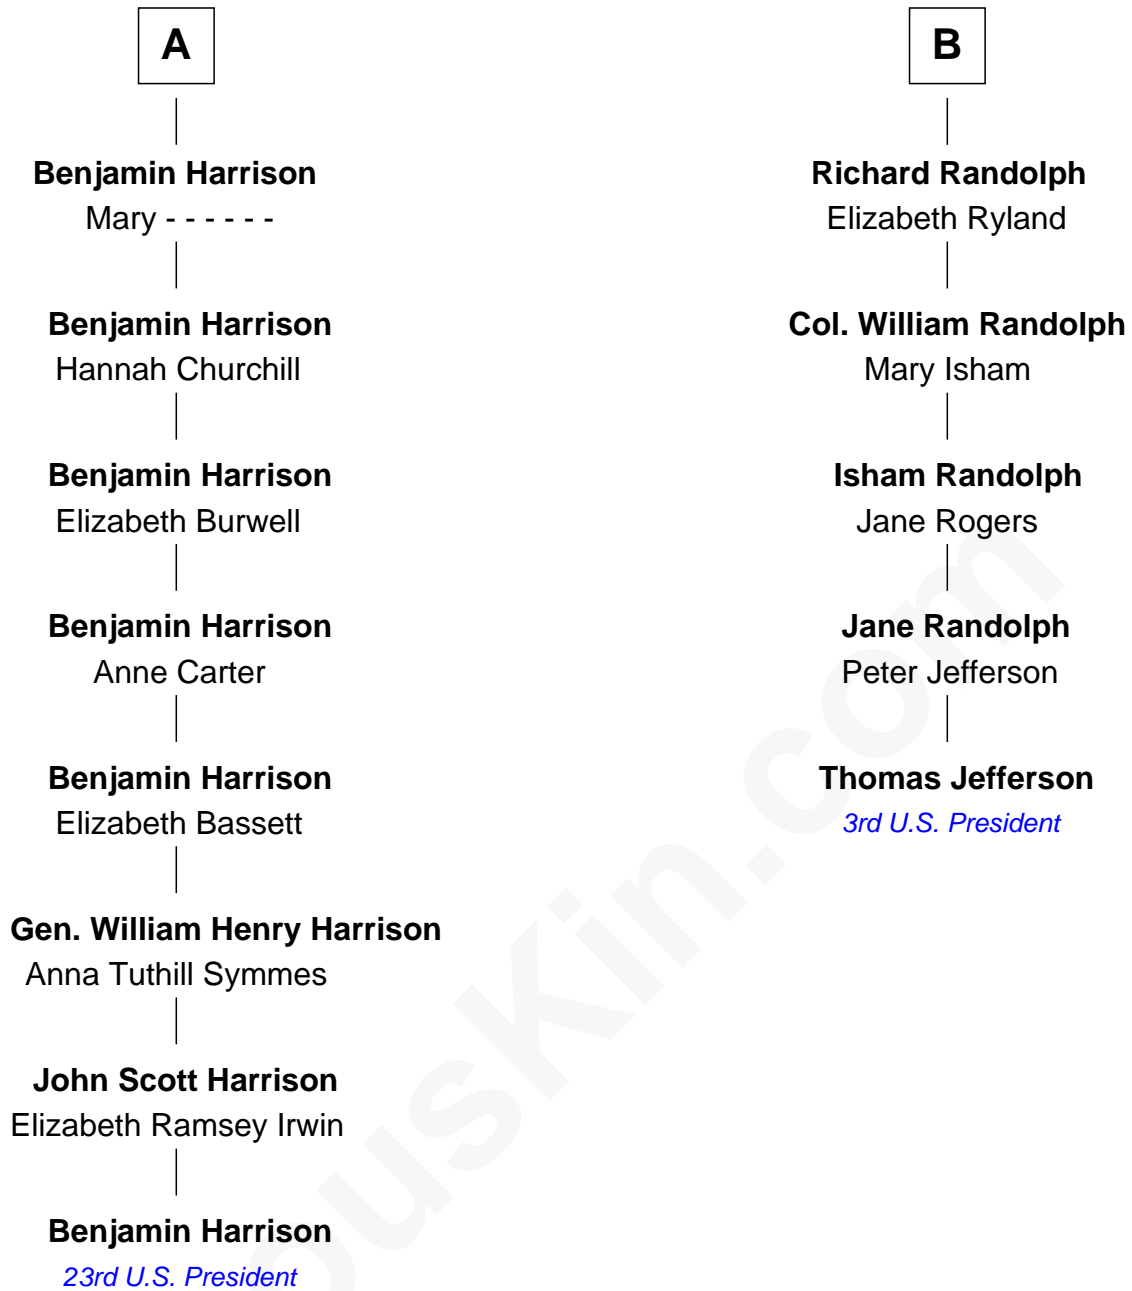 A
Benjamin Harrison
Mary - - - - - -
Benjamin Harrison
Hannah Churchill
Benjamin Harrison
Elizabeth Burwell
Benjamin Harrison
Anne Carter
Benjamin Harrison
Elizabeth Bassett
Gen. William Henry Harrison
Anna Tuthill Symmes
John Scott Harrison
Elizabeth Ramsey Irwin
Benjamin Harrison
23rd U.S. President
B
Richard Randolph
Elizabeth Ryland
Col. William Randolph
Mary Isham
Isham Randolph
Jane Rogers
Jane Randolph
Peter Jefferson
Thomas Jefferson
3rd U.S. President
ousKin.com